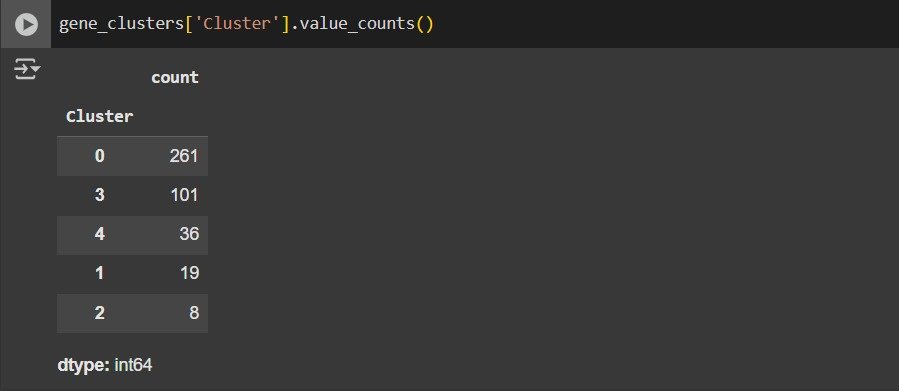 gene_clusters['Cluster'].value_counts()
count
Cluster
0 261
3 101
4 36
1 19
2 8
dtype: int64